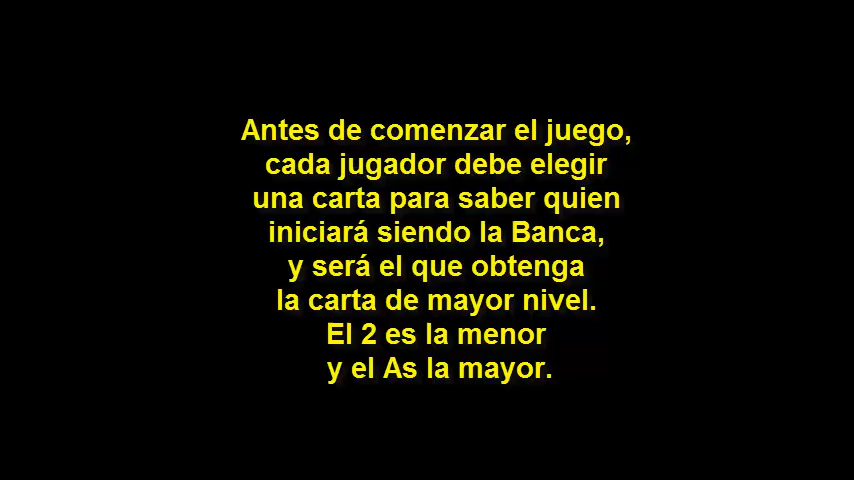 Antes de comenzar el juego,
cada jugador debe elegir
una carta para saber quien
iniciará siendo la Banca,
y será el que obtenga
la carta de mayor nivel.
El 2 es la menor
y el As la mayor.